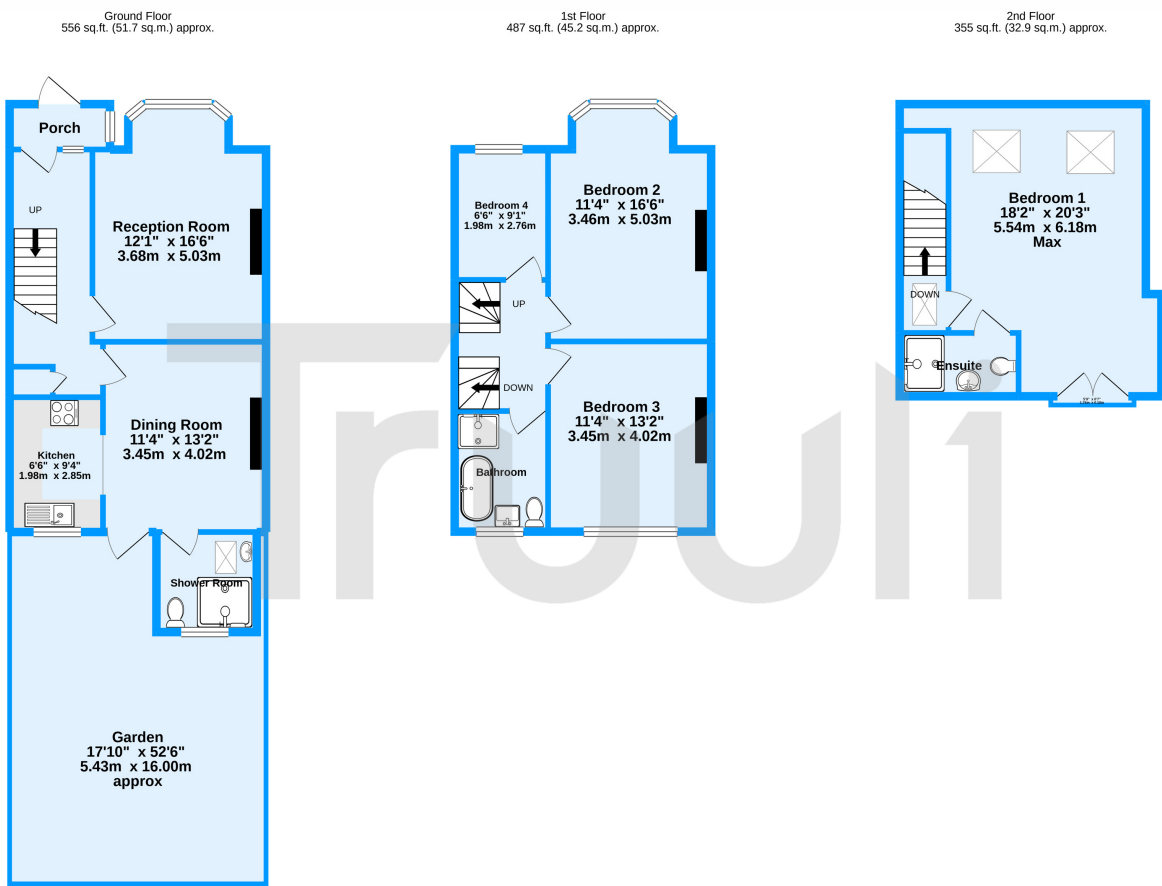 Ground Floor
556 sq.ft. (51.7 sq.m.) approx.
1st Floor
487 sq.ft. (45.2 sq.m.) approx.
2nd Floor
355 sq.ft. (32.9 sq.m.) approx.
Porch
UP
Reception Room
12'1" x 16'6"
3.68m x 5.03m
Dining Room
11'4" x 13'2"
3.45m x 4.02m
Kitchen
6'6" x 9'4"
1.98m x 2.85m
Shower Room
Garden
17'10" x 52'6"
5.43m x 16.00m
approx
Bedroom 4
6'6" x 9'1"
1.98m x 2.76m
Bedroom 2
11'4" x 16'6"
3.46m x 5.03m
UP
DOWN
Bedroom 3
11'4" x 13'2"
3.45m x 4.02m
Bathroom
Bedroom 1
18'2" x 20'3"
5.54m x 6.18m
Max
DOWN
Ensuite
Truuli